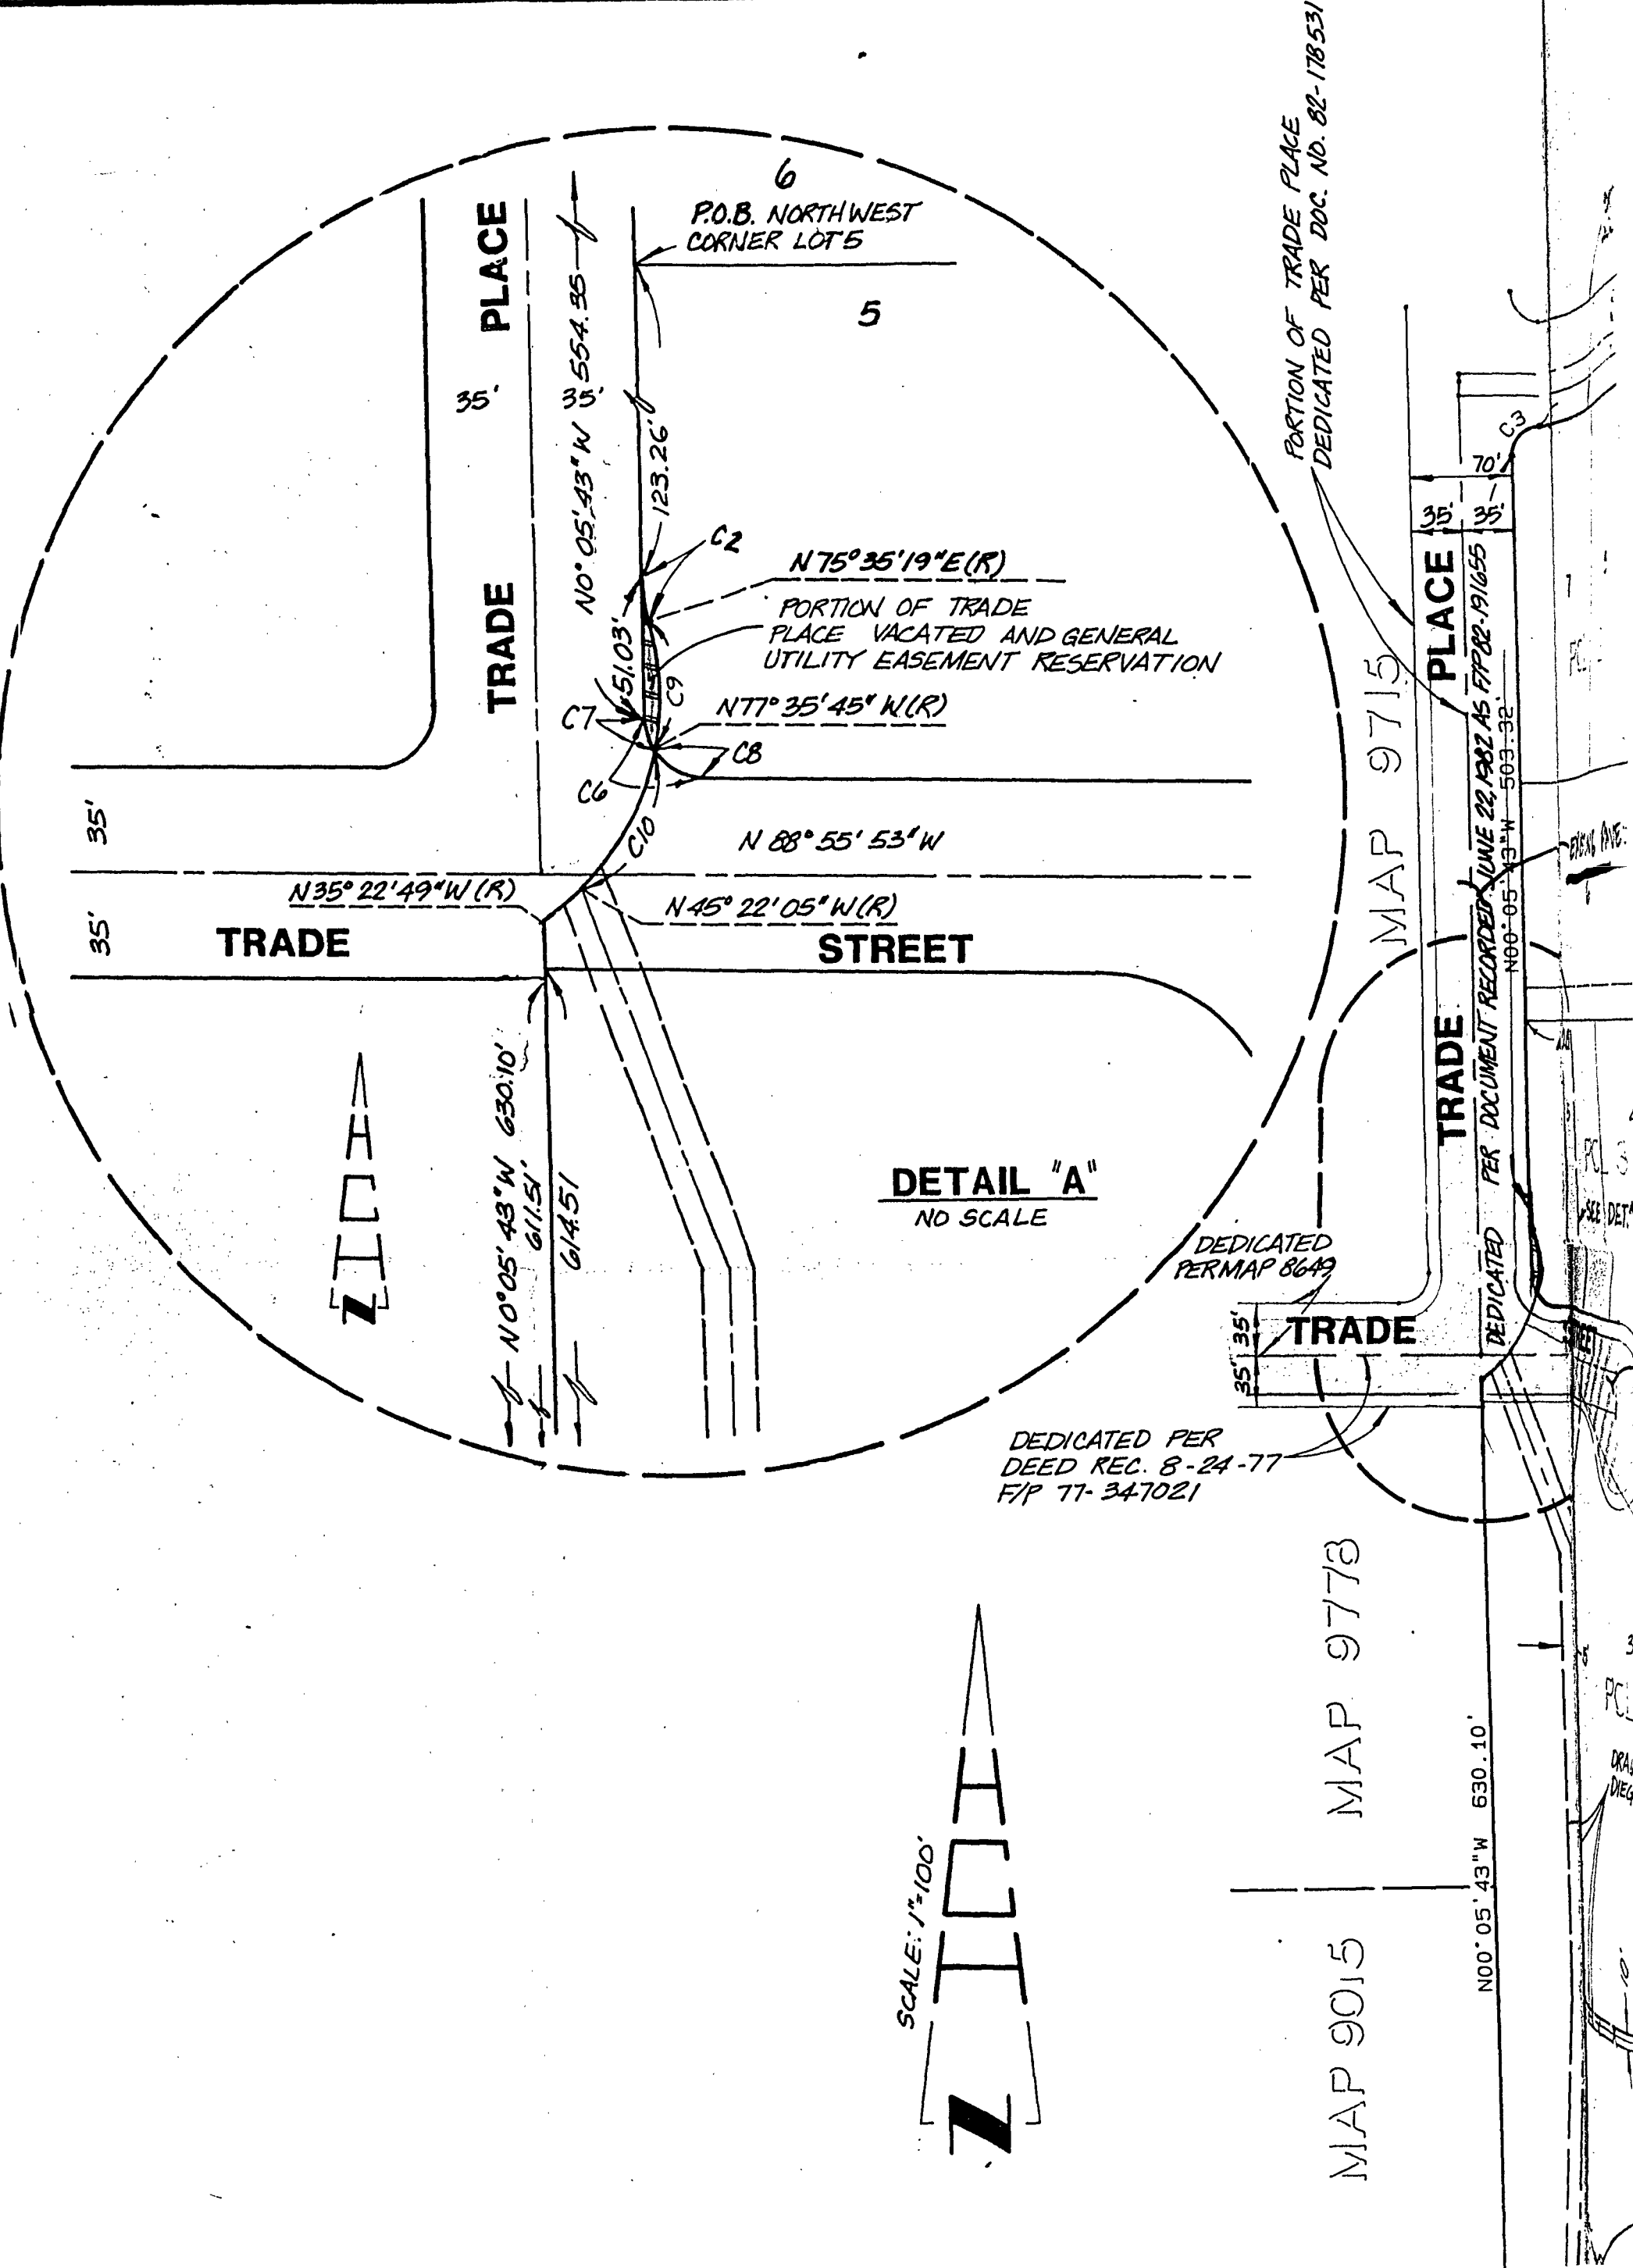 6
P.O.B. NORTHWEST
CORNER LOT 5
5
TRADE PLACE
35'
35'
N0°05'43"W 554.35
123.26'
51.03'
C2
N75°35'19"E(R)
PORTION OF TRADE
PLACE VACATED AND GENERAL
UTILITY EASEMENT RESERVATION
C9
C7
N77°35'45"W(R)
C8
C6
C10
35'
35'
N 88°55'53"W
N35°22'49"W(R)
N45°22'05"W(R)
TRADE STREET
N0°05'43"W 630.10'
611.51'
614.51
DETAIL "A"
NO SCALE
N
PORTION OF TRADE PLACE
DEDICATED PER DOC. NO. 82-178531
C3
70'
35'
35'
TRADE PLACE
DEDICATED PER DOCUMENT RECORDED JUNE 22, 1982 AS F/P 82-191655
N00°05'43"W 503.32'
MAP 9715
SEE DET. "
DEDICATED
PER MAP 8649
35'
35'
TRADE
DEDICATED PER
DEED REC. 8-24-77
F/P 77-347021
MAP 9773
MAP 9015
N00°05'43"W 630.10'
SCALE: 1"=100'
N
10'